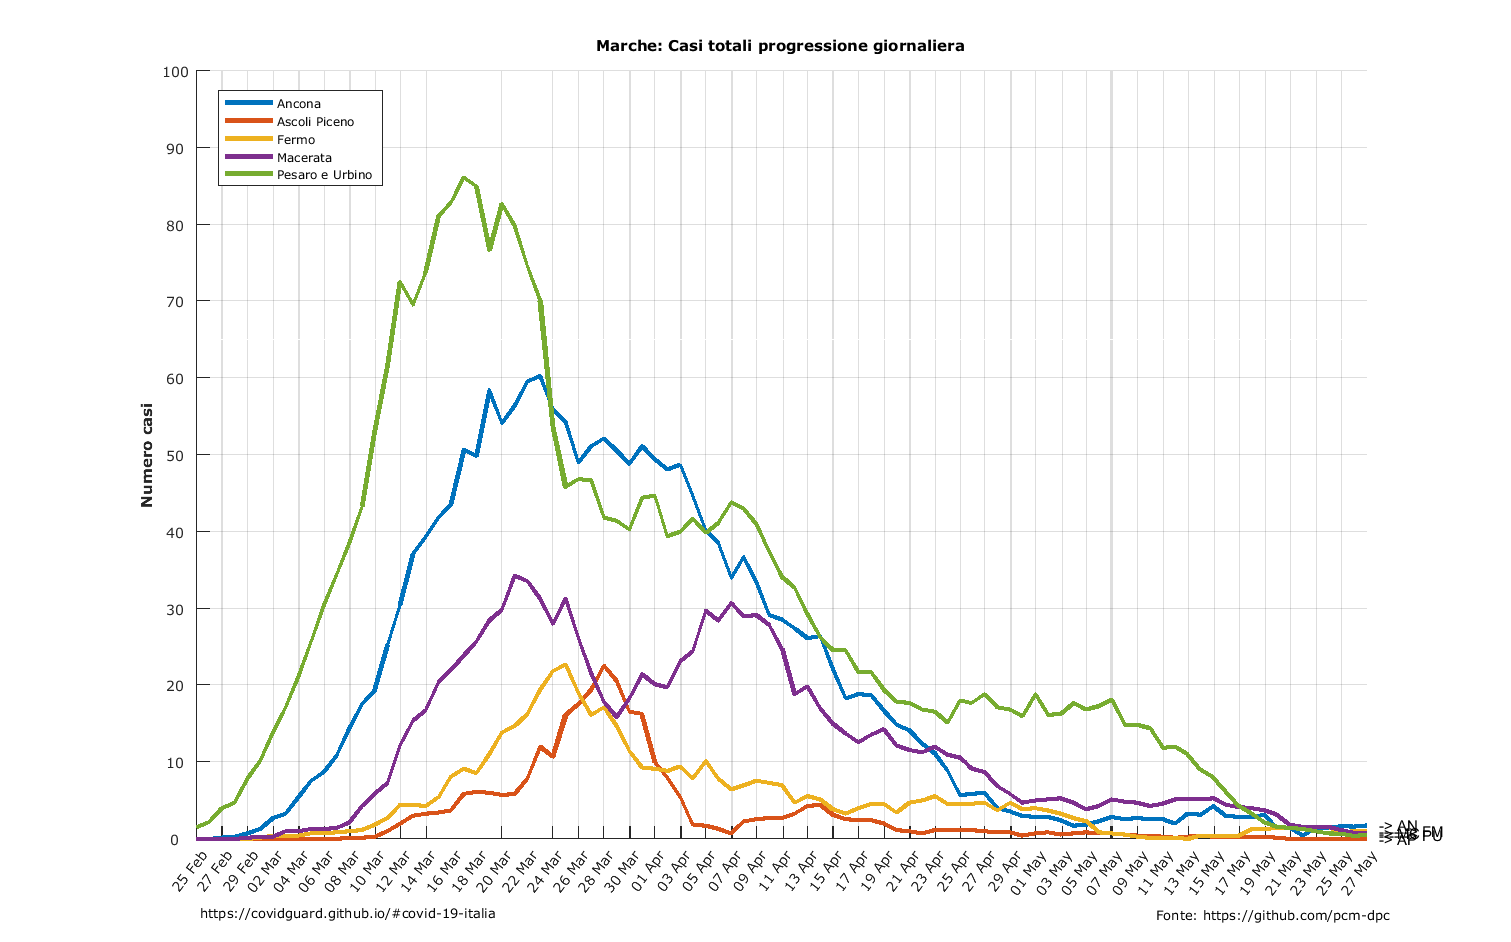 Marche: Casi totali progressione giornaliera
Numero casi
100
90
80
70
60
50
40
30
20
10
0
Ancona
Ascoli Piceno
Fermo
Macerata
Pesaro e Urbino
-> AN
-> AP
25 Feb
27 Feb
29 Feb
02 Mar
04 Mar
06 Mar
08 Mar
10 Mar
12 Mar
14 Mar
16 Mar
18 Mar
20 Mar
22 Mar
24 Mar
26 Mar
28 Mar
30 Mar
01 Apr
03 Apr
05 Apr
07 Apr
09 Apr
11 Apr
13 Apr
15 Apr
17 Apr
19 Apr
21 Apr
23 Apr
25 Apr
27 Apr
29 Apr
01 May
03 May
05 May
07 May
09 May
11 May
13 May
15 May
17 May
19 May
21 May
23 May
25 May
27 May
https://covidguard.github.io/#covid-19-italia
Fonte: https://github.com/pcm-dpc